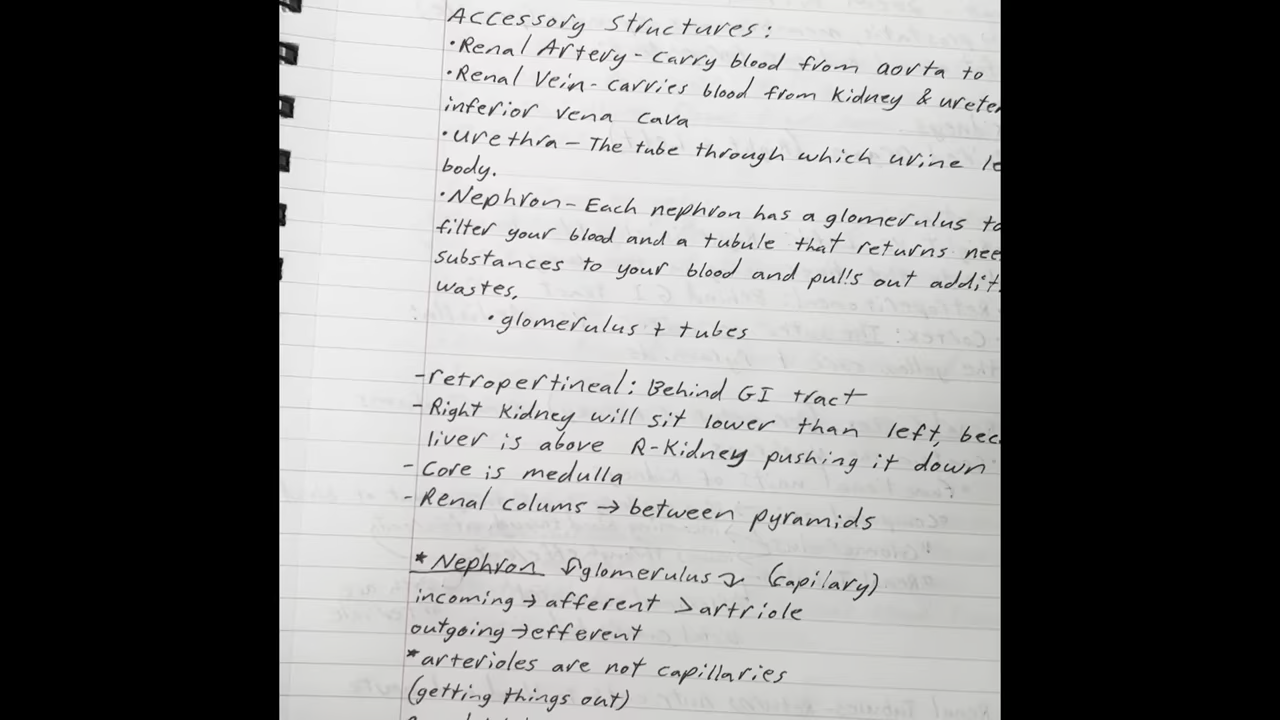 Accessory Structures:
•Renal Artery - Carry blood from aorta to
•Renal Vein - carries blood from Kidney & ureter
inferior vena cava
•urethra - The tube through which urine le
body.
•Nephron - Each nephron has a glomerulus to
filter your blood and a tubule that returns nee
substances to your blood and pulls out addit
wastes.
•glomerulus + tubes
-retropertineal: Behind GI tract
-Right Kidney will sit lower than left, bec
liver is above R-Kidney pushing it down
-Core is medulla
-Renal colums → between pyramids
*Nephron glomerulus (capilary)
incoming → afferent > artriole
outgoing → efferent
*arterioles are not capillaries
(getting things out)